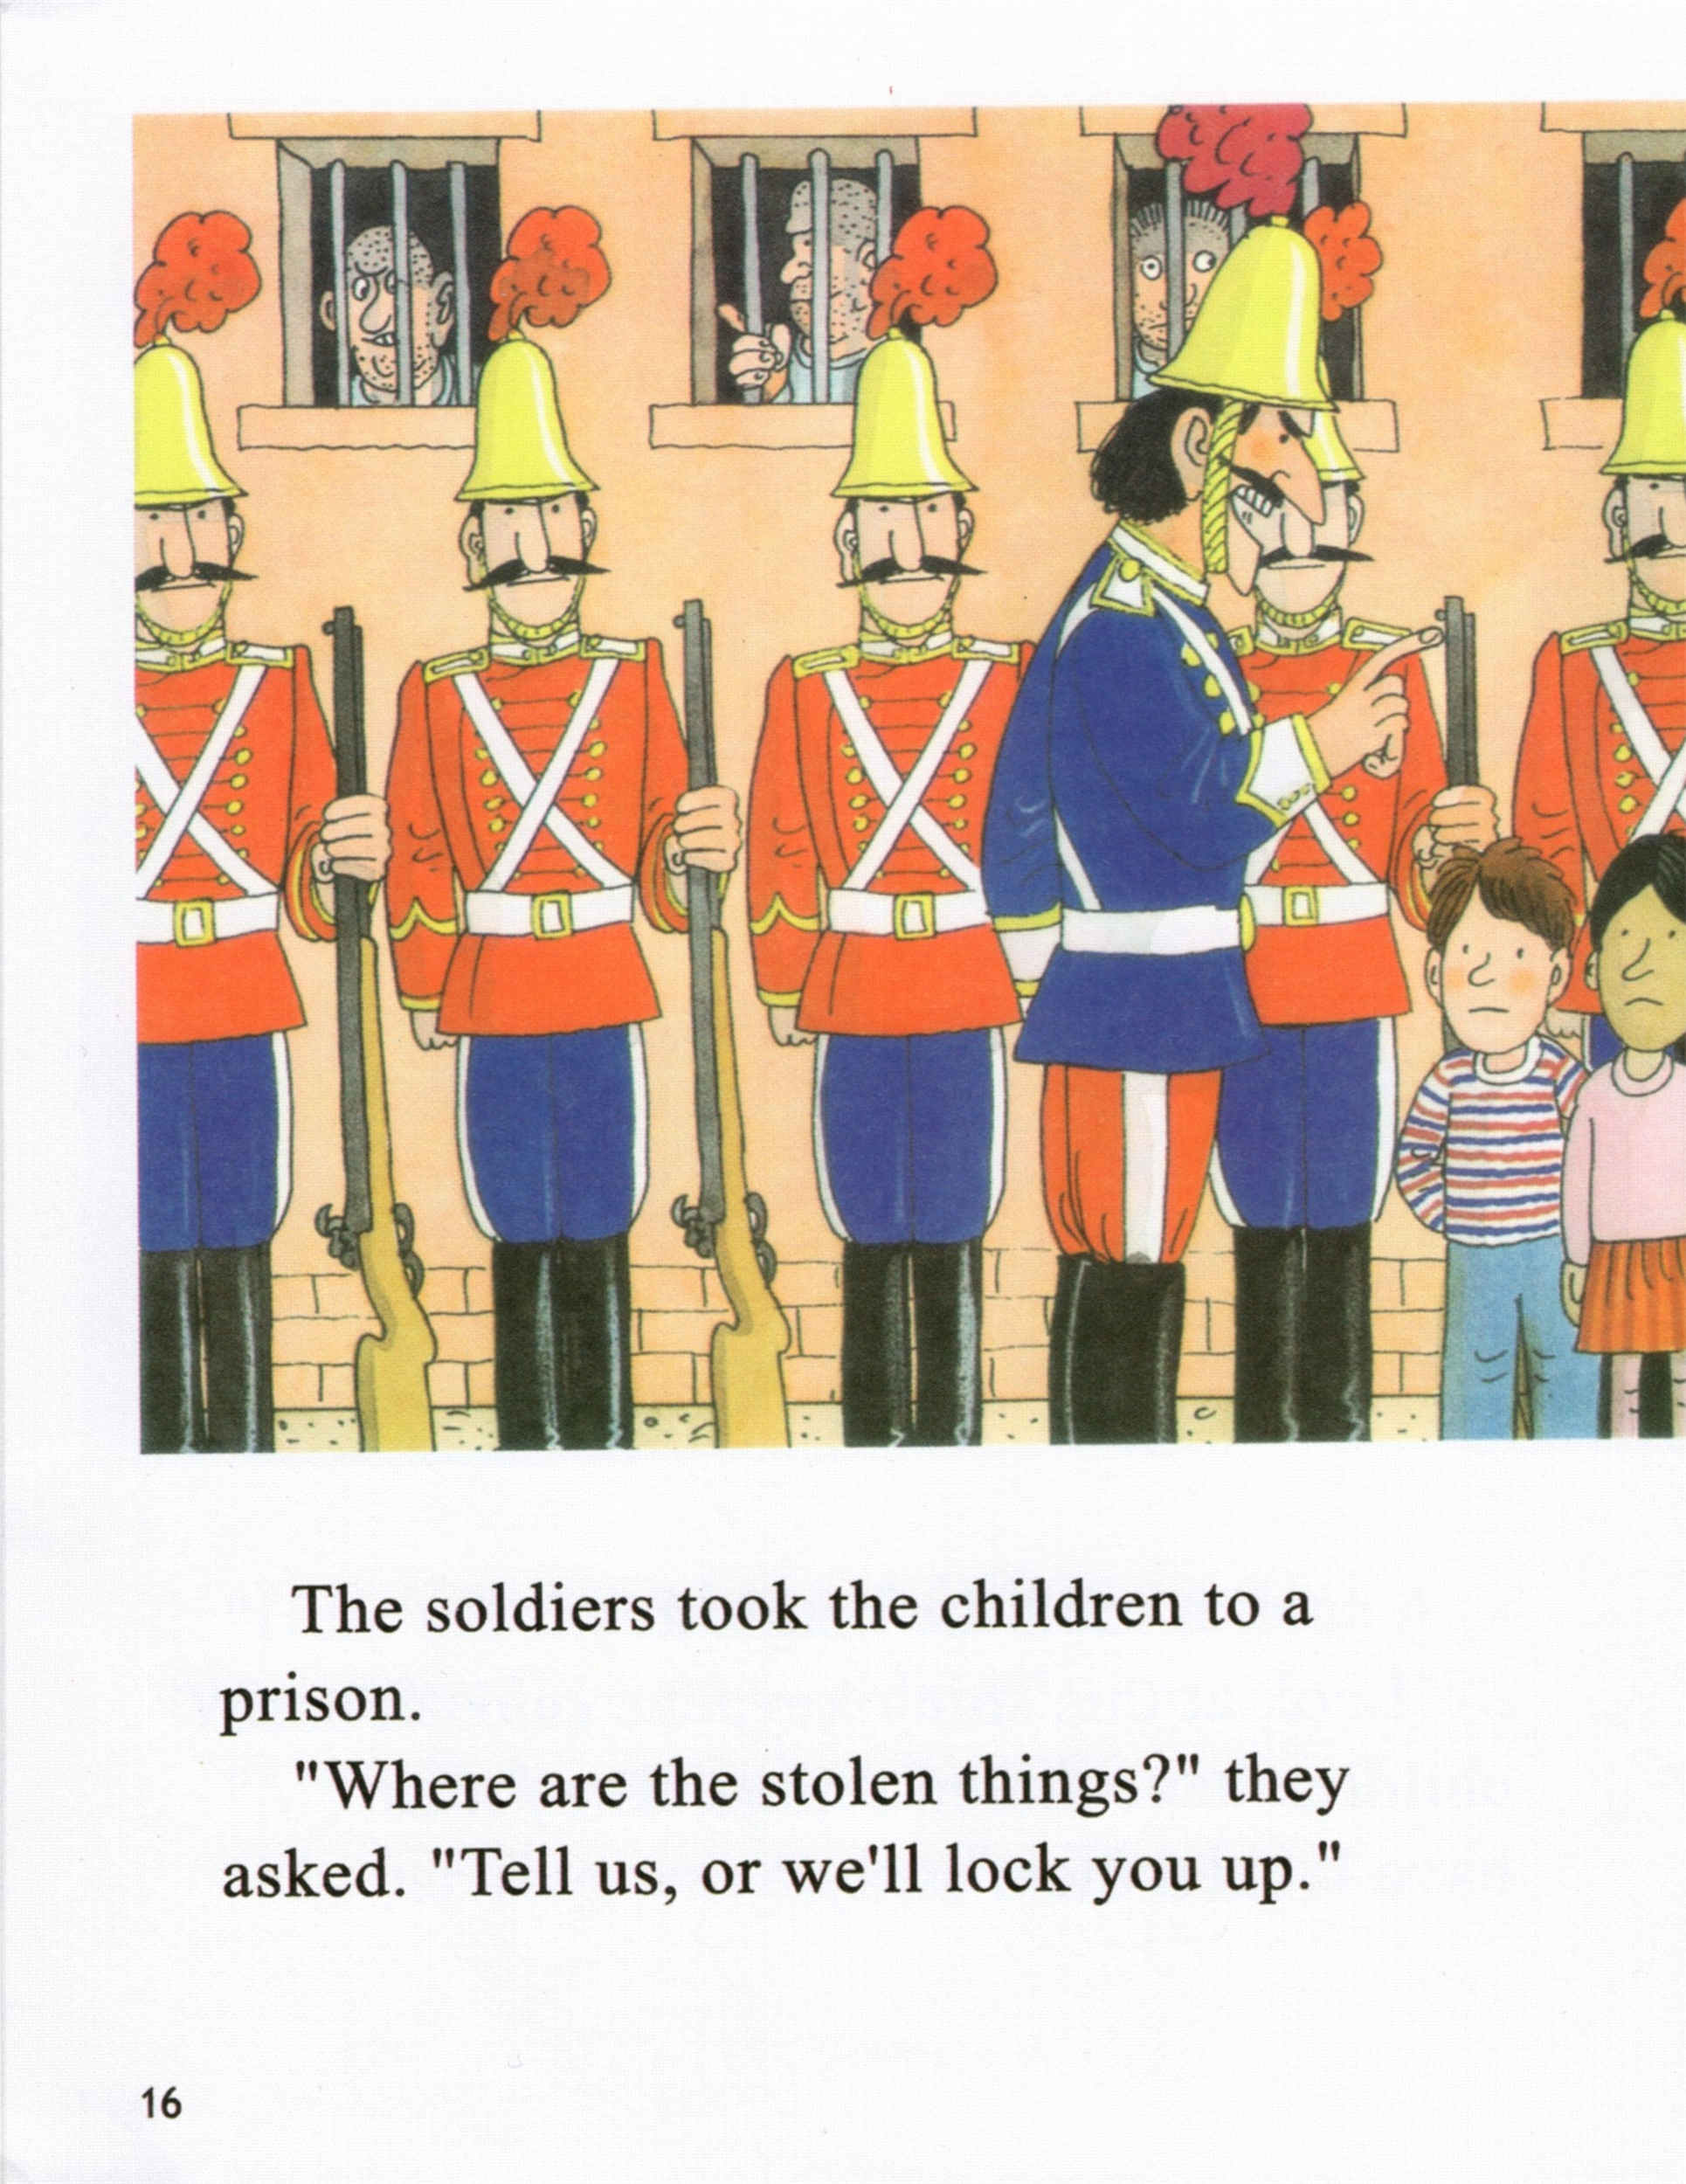 The soldiers took the children to a
prison.
"Where are the stolen things?" they
asked. "Tell us, or we'll lock you up."
16